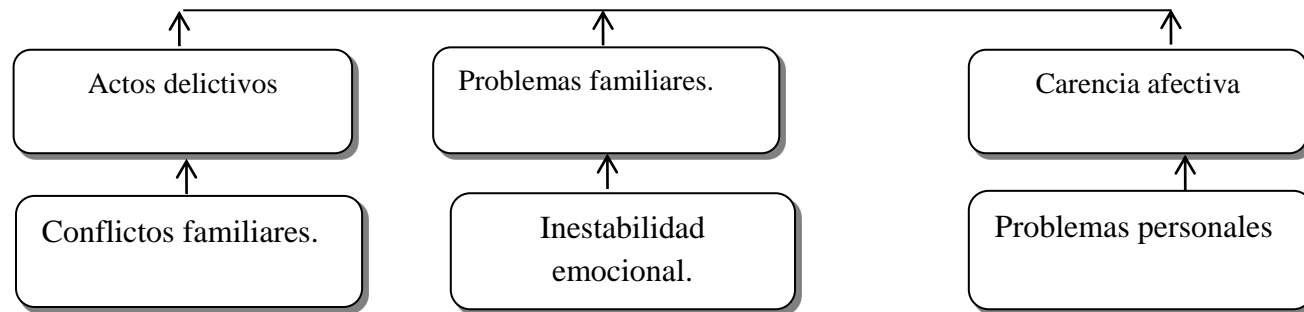 Actos delictivos
Problemas familiares.
Carencia afectiva
Conflictos familiares.
Inestabilidad
emocional.
Problemas personales